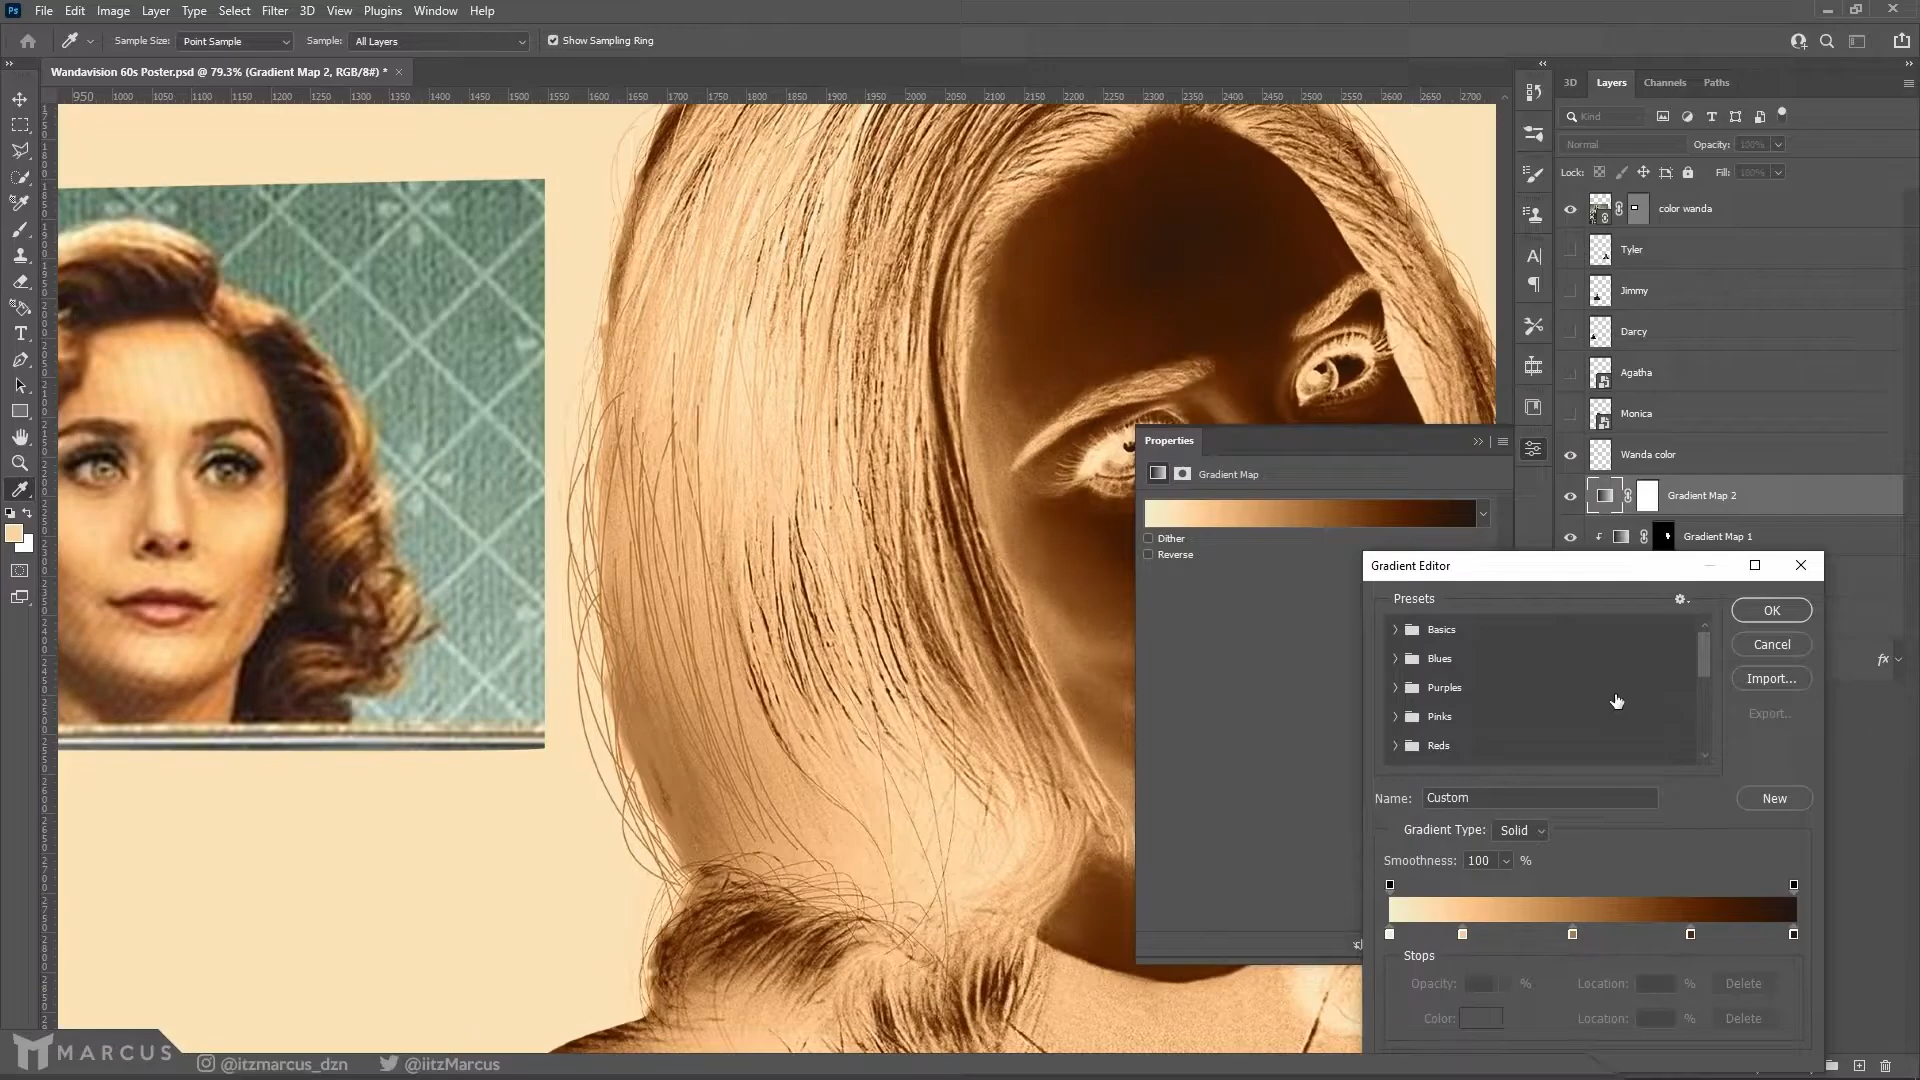 Ps File Edit Image Layer Type Select Filter 3D View Plugins Window Help
Sample Size: Point Sample Sample: All Layers Show Sampling Ring
Wandavision 60s Poster.psd @ 79.3% (Gradient Map 2, RGB/8#) * ×
950 1000 1050 1100 1150 1200 1250 1300 1350 1400 1450 1500 1550 1600 1650 1700 1750 1800 1850 1900 1950 2000 2050 2100 2150 2200 2250 2300 2350 2400 2450 2500 2550 2600 2650 2700
3D Layers Channels Paths
Kind
Normal Opacity: 100%
Lock: Fill: 100%
color wanda
Tyler
Jimmy
Darcy
Agatha
Monica
Wanda color
Gradient Map 2
Gradient Map 1
fx
Properties
Gradient Map
Dither
Reverse
Gradient Editor
Presets
Basics
Blues
Purples
Pinks
Reds
OK
Cancel
Import...
Export...
Name: Custom
New
Gradient Type: Solid
Smoothness: 100 %
Stops
Opacity: % Location: % Delete
Color: Location: % Delete
MARCUS @itzmarcus_dzn @iitzMarcus